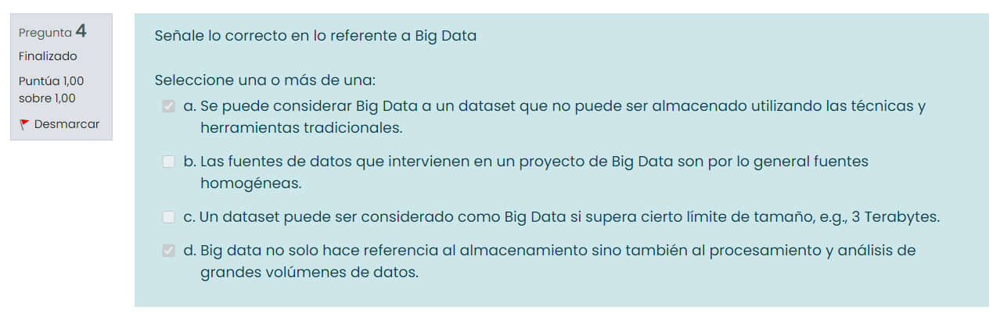 Pregunta 4
Finalizado
Puntúa 1,00
sobre 1,00
Desmarcar
Señale lo correcto en lo referente a Big Data
Seleccione una o más de una:
a. Se puede considerar Big Data a un dataset que no puede ser almacenado utilizando las técnicas y
herramientas tradicionales.
b. Las fuentes de datos que intervienen en un proyecto de Big Data son por lo general fuentes
homogéneas.
c. Un dataset puede ser considerado como Big Data si supera cierto límite de tamaño, e.g., 3 Terabytes.
d. Big data no solo hace referencia al almacenamiento sino también al procesamiento y análisis de
grandes volúmenes de datos.